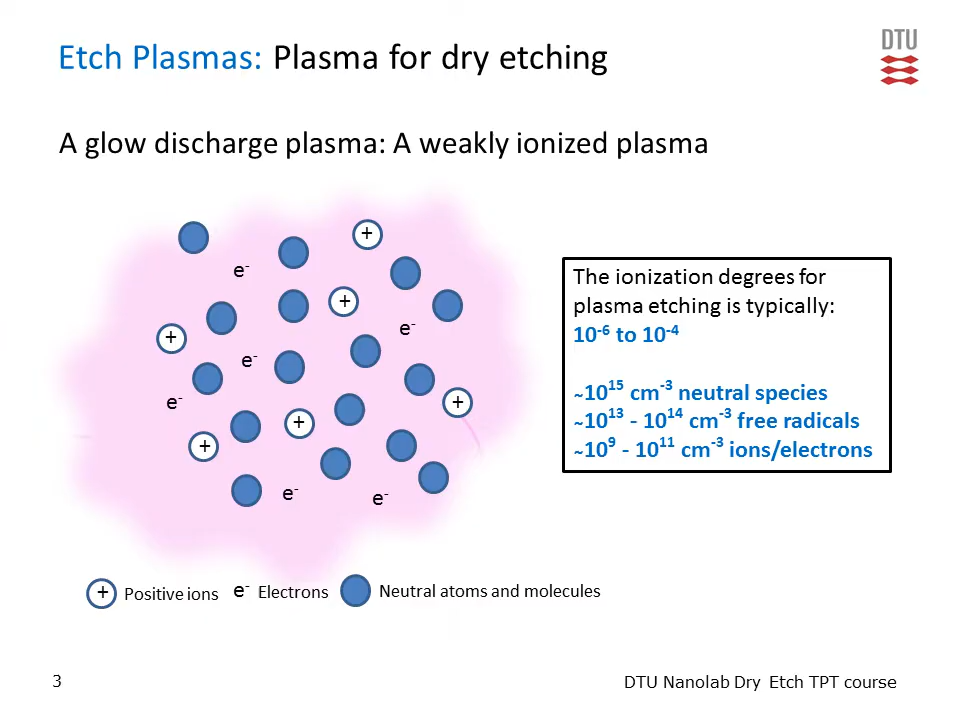 Etch Plasmas: Plasma for dry etching
DTU
A glow discharge plasma: A weakly ionized plasma
+
e⁻
+
e⁻
+
e⁻
e⁻
+
+
+
e⁻
e⁻
The ionization degrees for
plasma etching is typically:
10⁻⁶ to 10⁻⁴
~10¹⁵ cm⁻³ neutral species
~10¹³ - 10¹⁴ cm⁻³ free radicals
~10⁹ - 10¹¹ cm⁻³ ions/electrons
+ Positive ions e⁻ Electrons Neutral atoms and molecules
3
DTU Nanolab Dry Etch TPT course